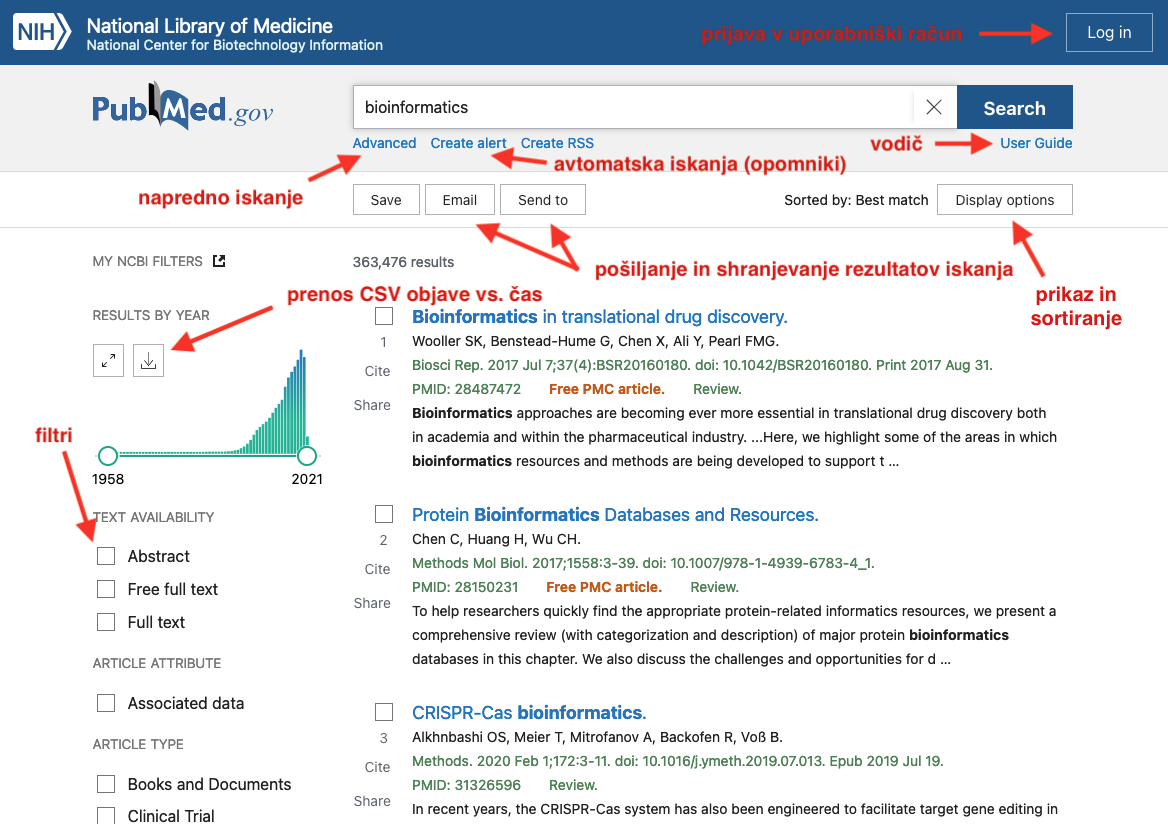 NIH
National Library of Medicine
National Center for Biotechnology Information
prijava v uporabniški račun
Log in
PubMed.gov
bioinformatics
Search
Advanced
Create alert
Create RSS
vodič
User Guide
avtomatska iskanja (opomniki)
napredno iskanje
Save
Email
Send to
Sorted by: Best match
Display options
MY NCBI FILTERS
363,476 results
pošiljanje in shranjevanje rezultatov iskanja
prikaz in
sortiranje
prenos CSV objave vs. čas
RESULTS BY YEAR
filtri
1958
2021
TEXT AVAILABILITY
Abstract
Free full text
Full text
ARTICLE ATTRIBUTE
Associated data
ARTICLE TYPE
Books and Documents
Clinical Trial
Bioinformatics in translational drug discovery.
1
Wooller SK, Benstead-Hume G, Chen X, Ali Y, Pearl FMG.
Cite
Biosci Rep. 2017 Jul 7;37(4):BSR20160180. doi: 10.1042/BSR20160180. Print 2017 Aug 31.
PMID: 28487472 Free PMC article. Review.
Share
Bioinformatics approaches are becoming ever more essential in translational drug discovery both
in academia and within the pharmaceutical industry. ...Here, we highlight some of the areas in which
bioinformatics resources and methods are being developed to support t ...
Protein Bioinformatics Databases and Resources.
2
Chen C, Huang H, Wu CH.
Cite
Methods Mol Biol. 2017;1558:3-39. doi: 10.1007/978-1-4939-6783-4_1.
PMID: 28150231 Free PMC article. Review.
Share
To help researchers quickly find the appropriate protein-related informatics resources, we present a
comprehensive review (with categorization and description) of major protein bioinformatics
databases in this chapter. We also discuss the challenges and opportunities for d ...
CRISPR-Cas bioinformatics.
3
Alkhnbashi OS, Meier T, Mitrofanov A, Backofen R, Voß B.
Cite
Methods. 2020 Feb 1;172:3-11. doi: 10.1016/j.ymeth.2019.07.013. Epub 2019 Jul 19.
PMID: 31326596 Review.
Share
In recent years, the CRISPR-Cas system has also been engineered to facilitate target gene editing in